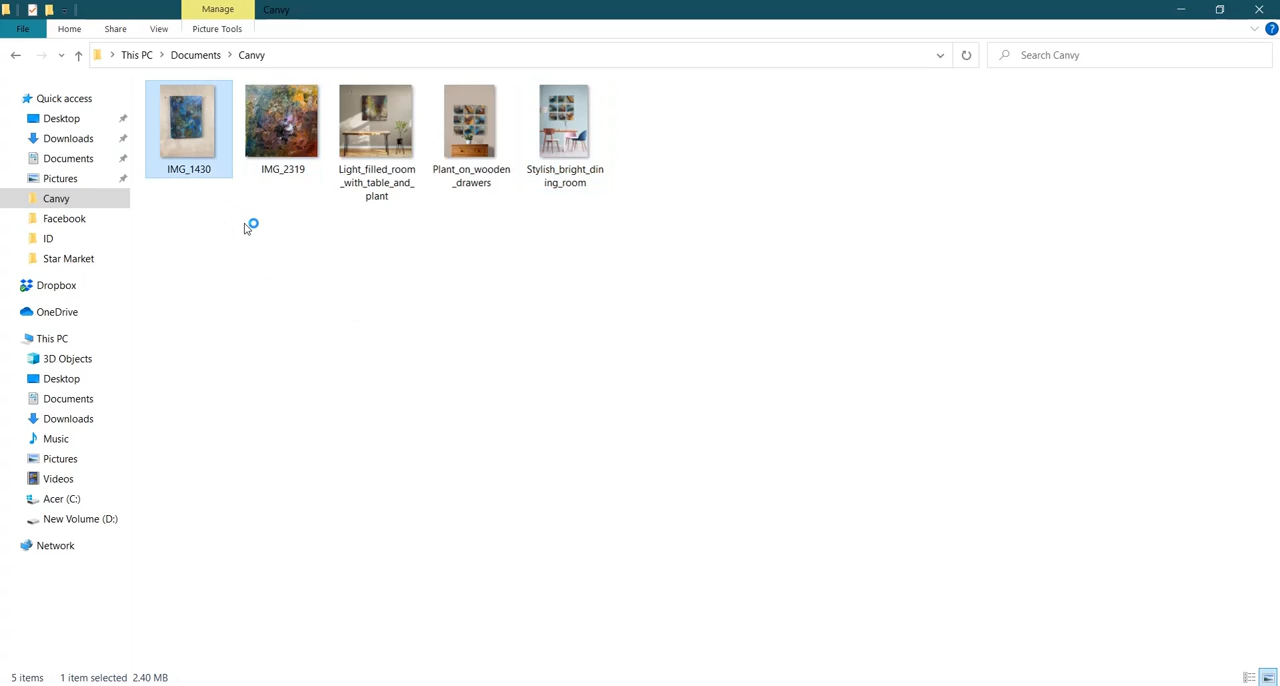 Manage
Canvy
File
Home
Share
View
Picture Tools
This PC
Documents
Canvy
Search Canvy
Quick access
Desktop
Downloads
Documents
Pictures
Canvy
Facebook
ID
Star Market
Dropbox
OneDrive
This PC
3D Objects
Desktop
Documents
Downloads
Music
Pictures
Videos
Acer (C:)
New Volume (D:)
Network
IMG_1430
IMG_2319
Light_filled_room
_with_table_and_
plant
Plant_on_wooden
_drawers
Stylish_bright_din
ing_room
5 items
1 item selected 2.40 MB